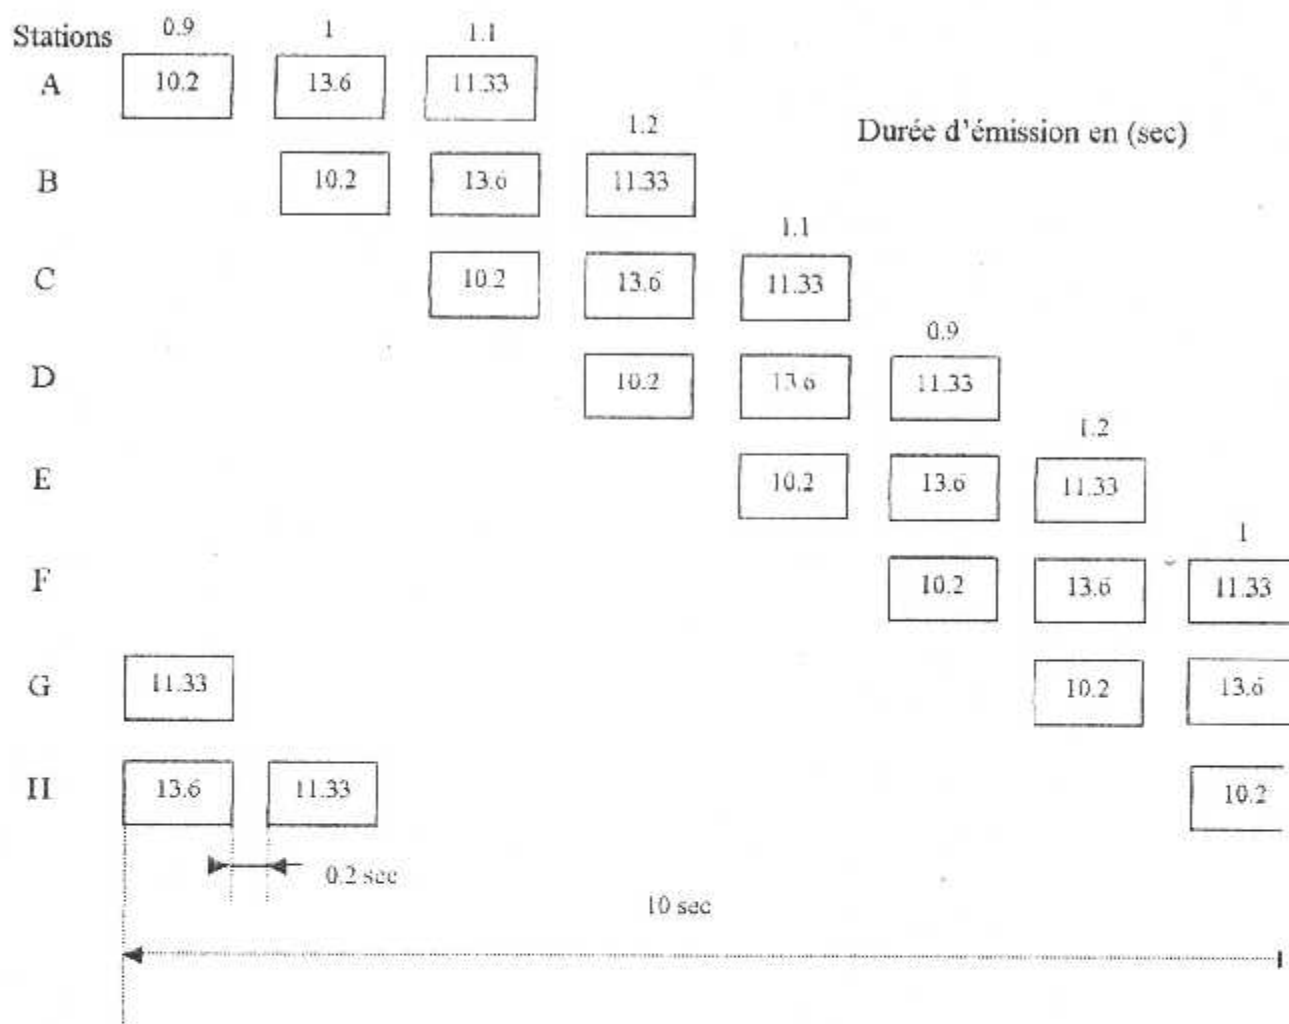 Stations 0.9 1 1.1
A 10.2 13.6 11.33
1.2
Durée d'émission en (sec)
B 10.2 13.6 11.33
1.1
C 10.2 13.6 11.33
0.9
D 10.2 13.6 11.33
1.2
E 10.2 13.6 11.33
1
F 10.2 13.6 11.33
G 11.33 10.2 13.6
H 13.6 11.33 10.2
0.2 sec
10 sec